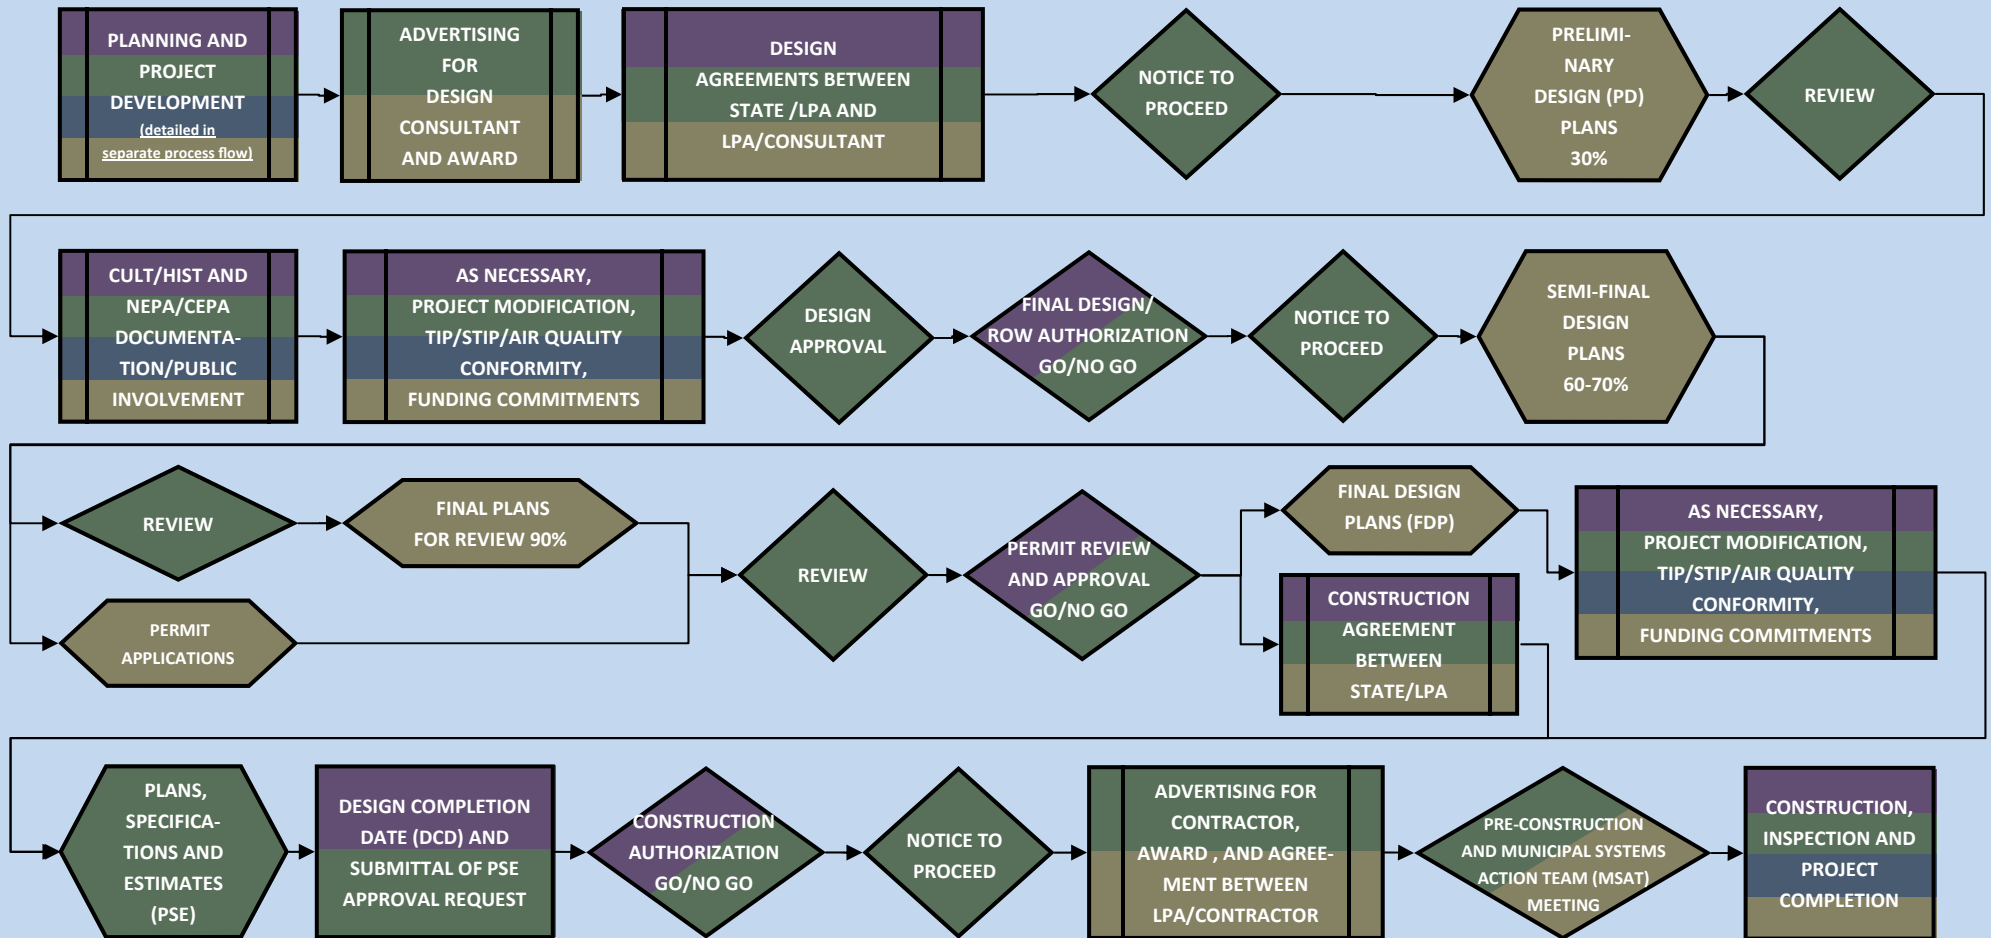 PLANNING AND
PROJECT
DEVELOPMENT
(detailed in
separate process flow)
ADVERTISING
FOR
DESIGN
CONSULTANT
AND AWARD
DESIGN
AGREEMENTS BETWEEN
STATE /LPA AND
LPA/CONSULTANT
NOTICE TO
PROCEED
PRELIMI-
NARY
DESIGN (PD)
PLANS
30%
REVIEW
CULT/HIST AND
NEPA/CEPA
DOCUMENTA-
TION/PUBLIC
INVOLVEMENT
AS NECESSARY,
PROJECT MODIFICATION,
TIP/STIP/AIR QUALITY
CONFORMITY,
FUNDING COMMITMENTS
DESIGN
APPROVAL
FINAL DESIGN/
ROW AUTHORIZATION
GO/NO GO
NOTICE TO
PROCEED
SEMI-FINAL
DESIGN
PLANS
60-70%
REVIEW
FINAL PLANS
FOR REVIEW 90%
PERMIT
APPLICATIONS
REVIEW
PERMIT REVIEW
AND APPROVAL
GO/NO GO
FINAL DESIGN
PLANS (FDP)
CONSTRUCTION
AGREEMENT
BETWEEN
STATE/LPA
AS NECESSARY,
PROJECT MODIFICATION,
TIP/STIP/AIR QUALITY
CONFORMITY,
FUNDING COMMITMENTS
PLANS,
SPECIFICA-
TIONS AND
ESTIMATES
(PSE)
DESIGN COMPLETION
DATE (DCD) AND
SUBMITTAL OF PSE
APPROVAL REQUEST
CONSTRUCTION
AUTHORIZATION
GO/NO GO
NOTICE TO
PROCEED
ADVERTISING FOR
CONTRACTOR,
AWARD , AND AGREE-
MENT BETWEEN
LPA/CONTRACTOR
PRE-CONSTRUCTION
AND MUNICIPAL SYSTEMS
ACTION TEAM (MSAT)
MEETING
CONSTRUCTION,
INSPECTION AND
PROJECT
COMPLETION